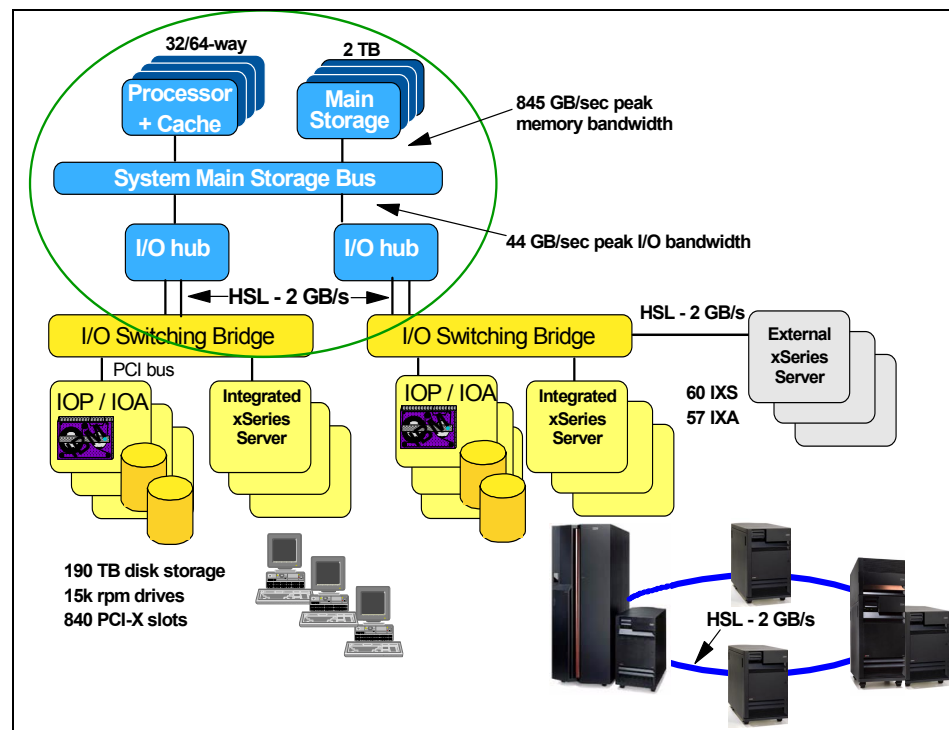 32/64-way
2 TB
Processor
+ Cache
Main
Storage
845 GB/sec peak
memory bandwidth
System Main Storage Bus
44 GB/sec peak I/O bandwidth
I/O hub
I/O hub
HSL - 2 GB/s
HSL - 2 GB/s
I/O Switching Bridge
I/O Switching Bridge
External
xSeries
Server
PCI bus
IOP / IOA
Integrated
xSeries
Server
IOP / IOA
Integrated
xSeries
Server
60 IXS
57 IXA
190 TB disk storage
15k rpm drives
840 PCI-X slots
HSL - 2 GB/s